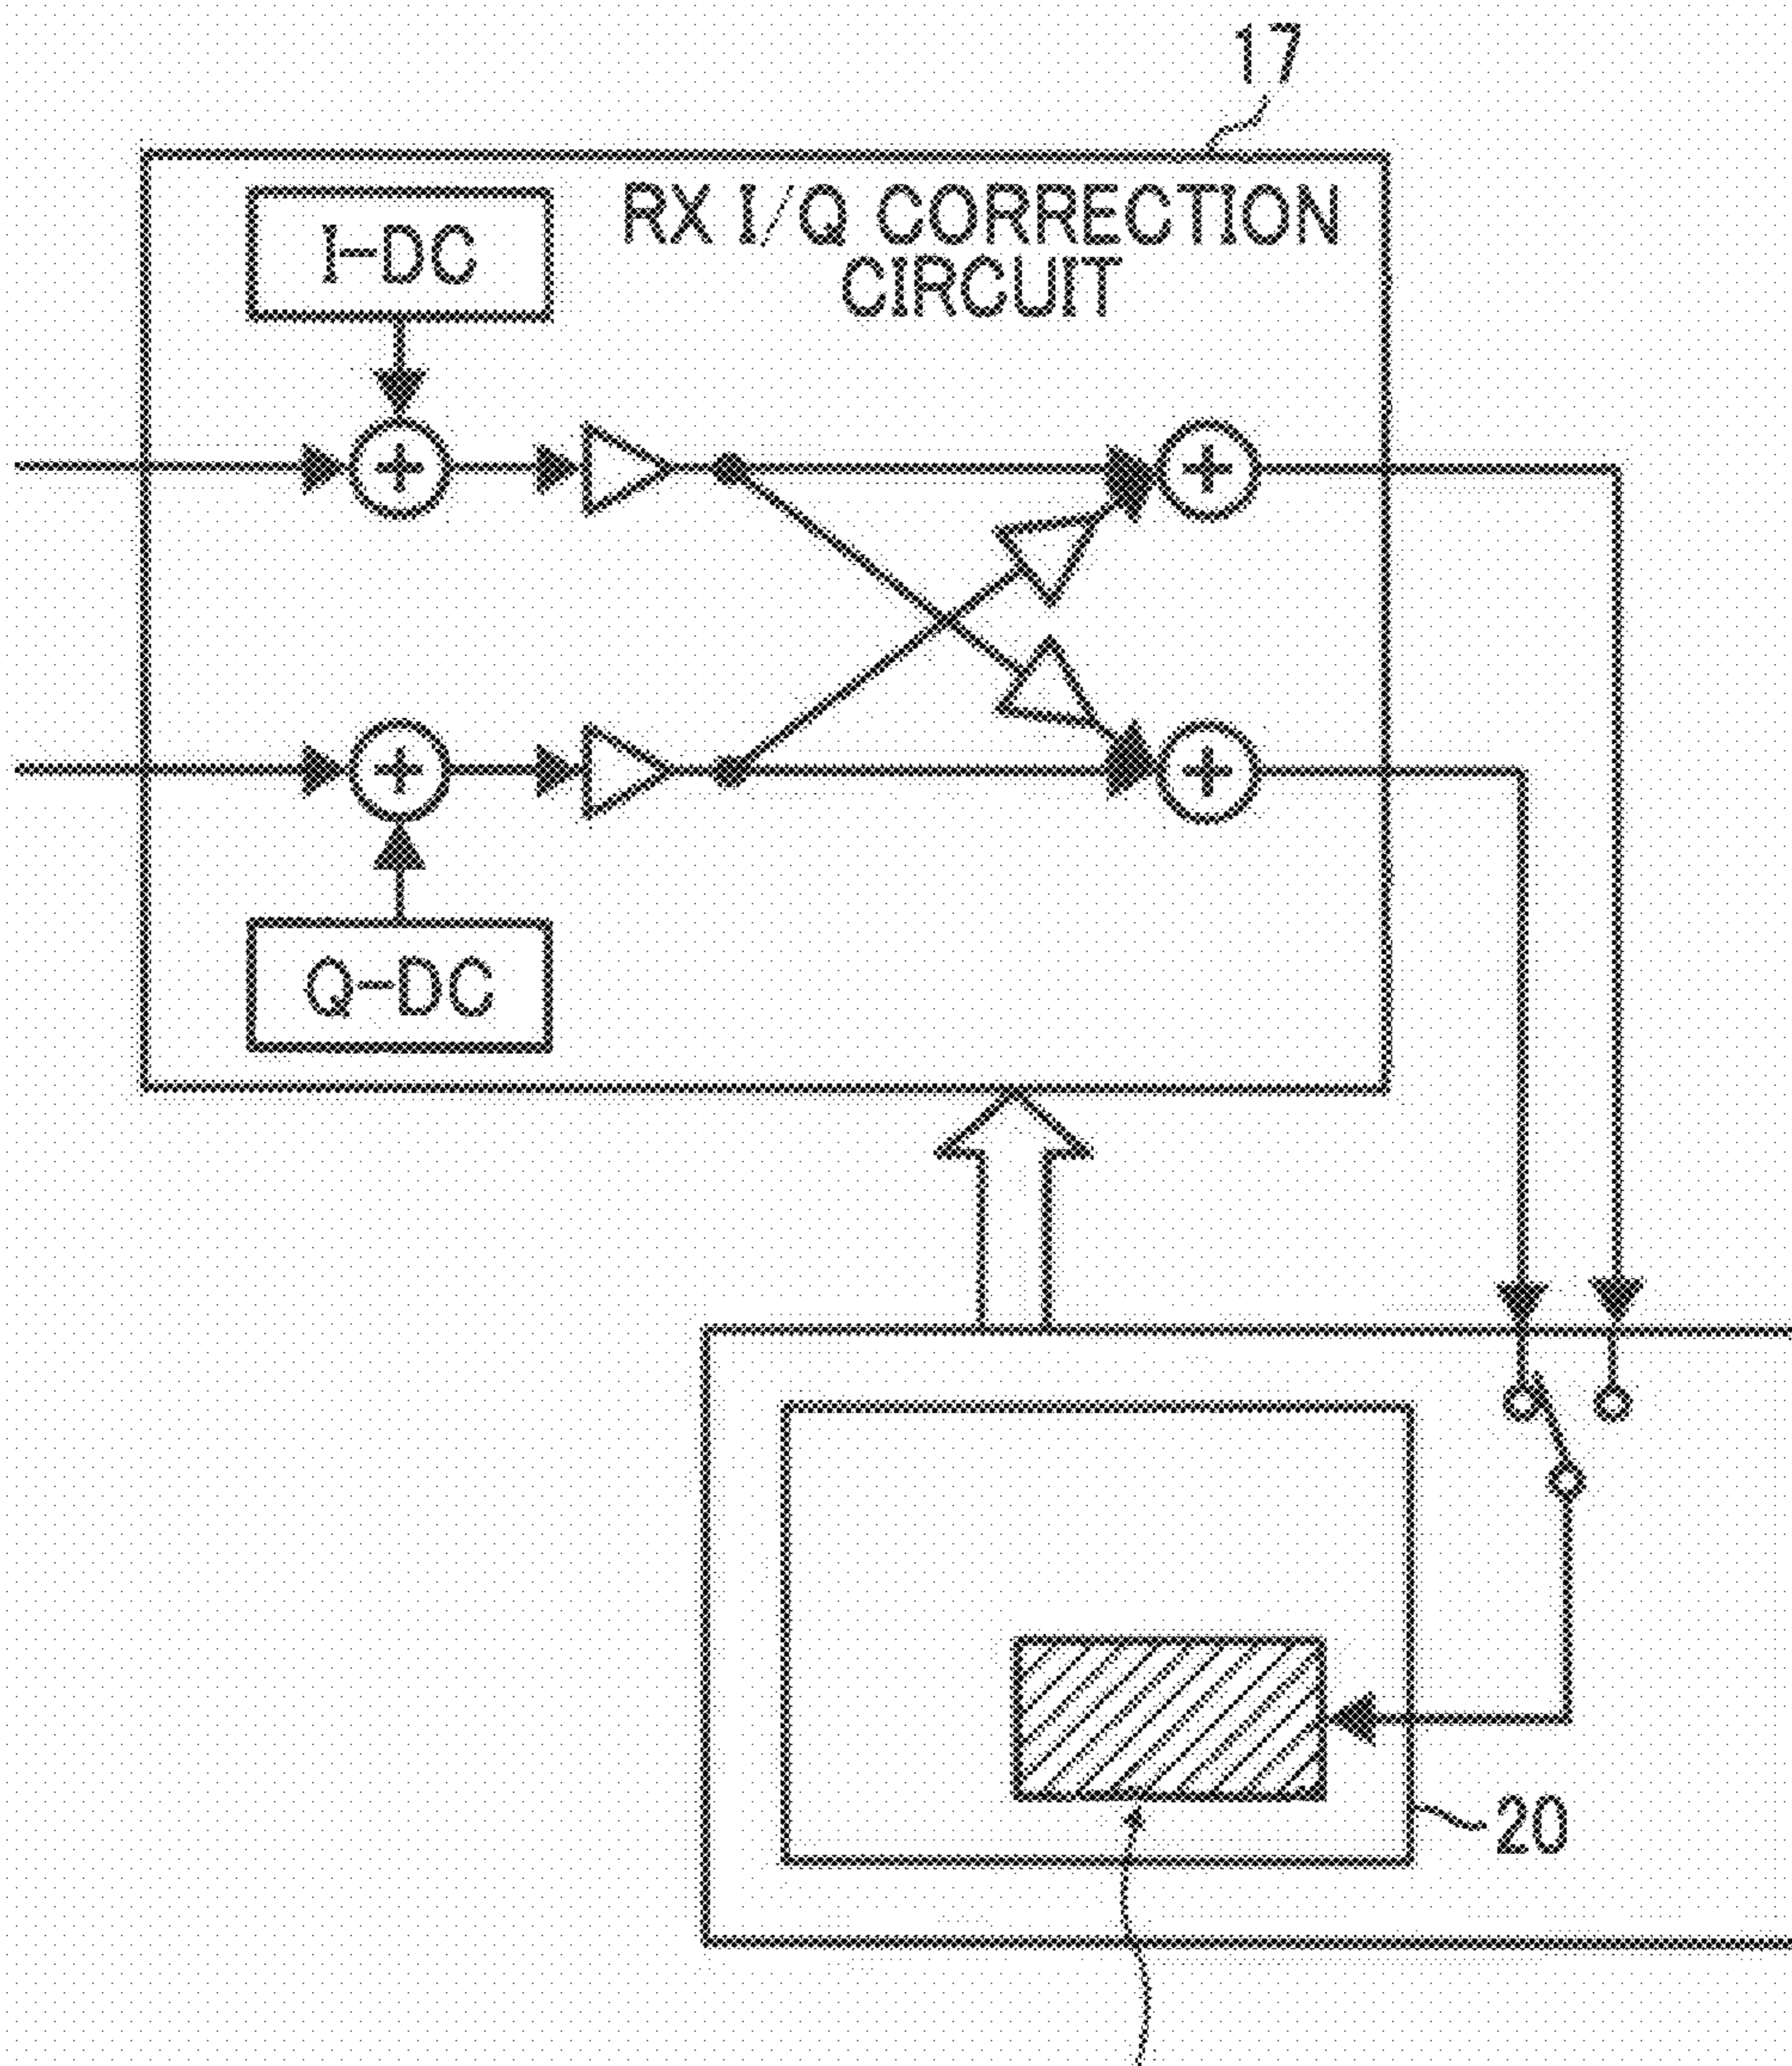 17
RX I/Q CORRECTION
CIRCUIT
I-DC
Q-DC
20